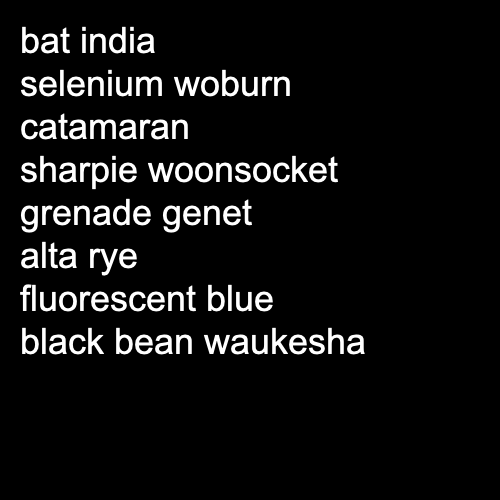 bat india
selenium woburn
catamaran
sharpie woonsocket
grenade genet
alta rye
fluorescent blue
black bean waukesha